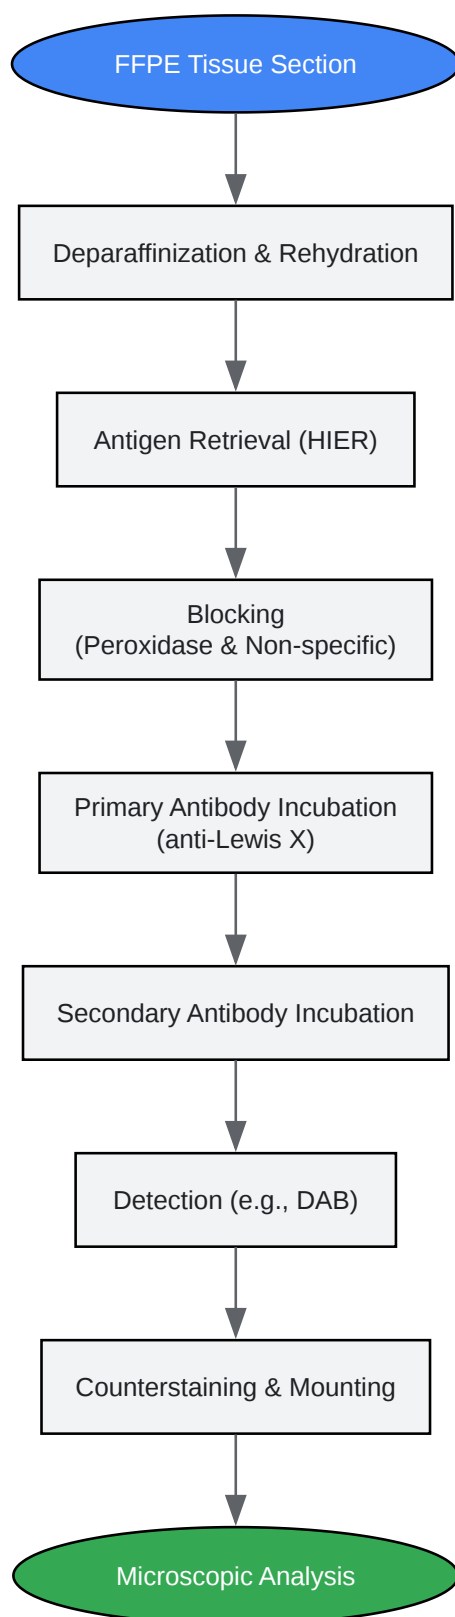 FFPE Tissue Section
Deparaffinization & Rehydration
Antigen Retrieval (HIER)
Blocking
(Peroxidase & Non-specific)
Primary Antibody Incubation
(anti-Lewis X)
Secondary Antibody Incubation
Detection (e.g., DAB)
Counterstaining & Mounting
Microscopic Analysis